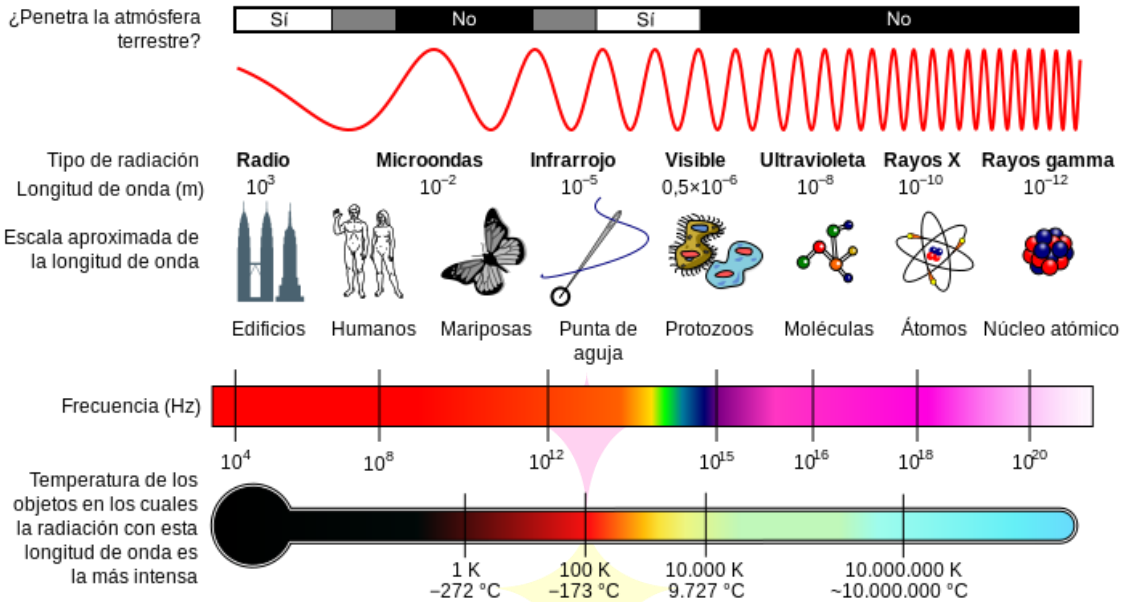 ¿Penetra la atmósfera
terrestre?
Sí
No
Sí
No
Tipo de radiación
Radio
Microondas
Infrarrojo
Visible
Ultravioleta
Rayos X
Rayos gamma
Longitud de onda (m)
10³
10⁻²
10⁻⁵
0,5×10⁻⁶
10⁻⁸
10⁻¹⁰
10⁻¹²
Escala aproximada de
la longitud de onda
Edificios
Humanos
Mariposas
Punta de
aguja
Protozoos
Moléculas
Átomos
Núcleo atómico
Frecuencia (Hz)
10⁴
10⁸
10¹²
10¹⁵
10¹⁶
10¹⁸
10²⁰
Temperatura de los
objetos en los cuales
la radiación con esta
longitud de onda es
la más intensa
1 K
−272 °C
100 K
−173 °C
10.000 K
9.727 °C
10.000.000 K
~10.000.000 °C